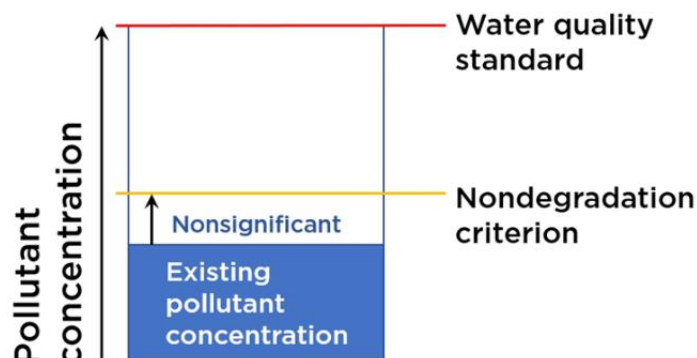 Water quality
standard
Pollutant
concentration
Nondegradation
criterion
Nonsignificant
Existing
pollutant
concentration